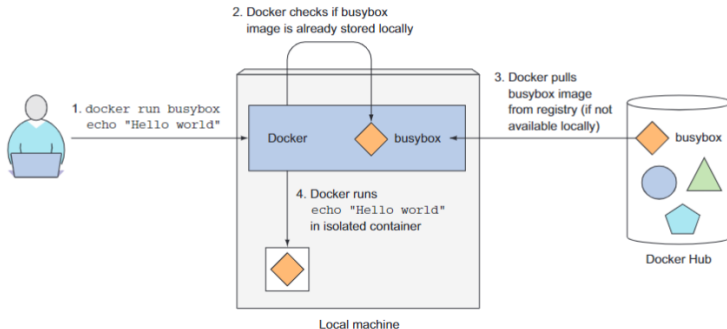 2. Docker checks if busybox
image is already stored locally
1. docker run busybox
echo "Hello world"
Docker
busybox
3. Docker pulls
busybox image
from registry (if not
available locally)
busybox
4. Docker runs
echo "Hello world"
in isolated container
Docker Hub
Local machine